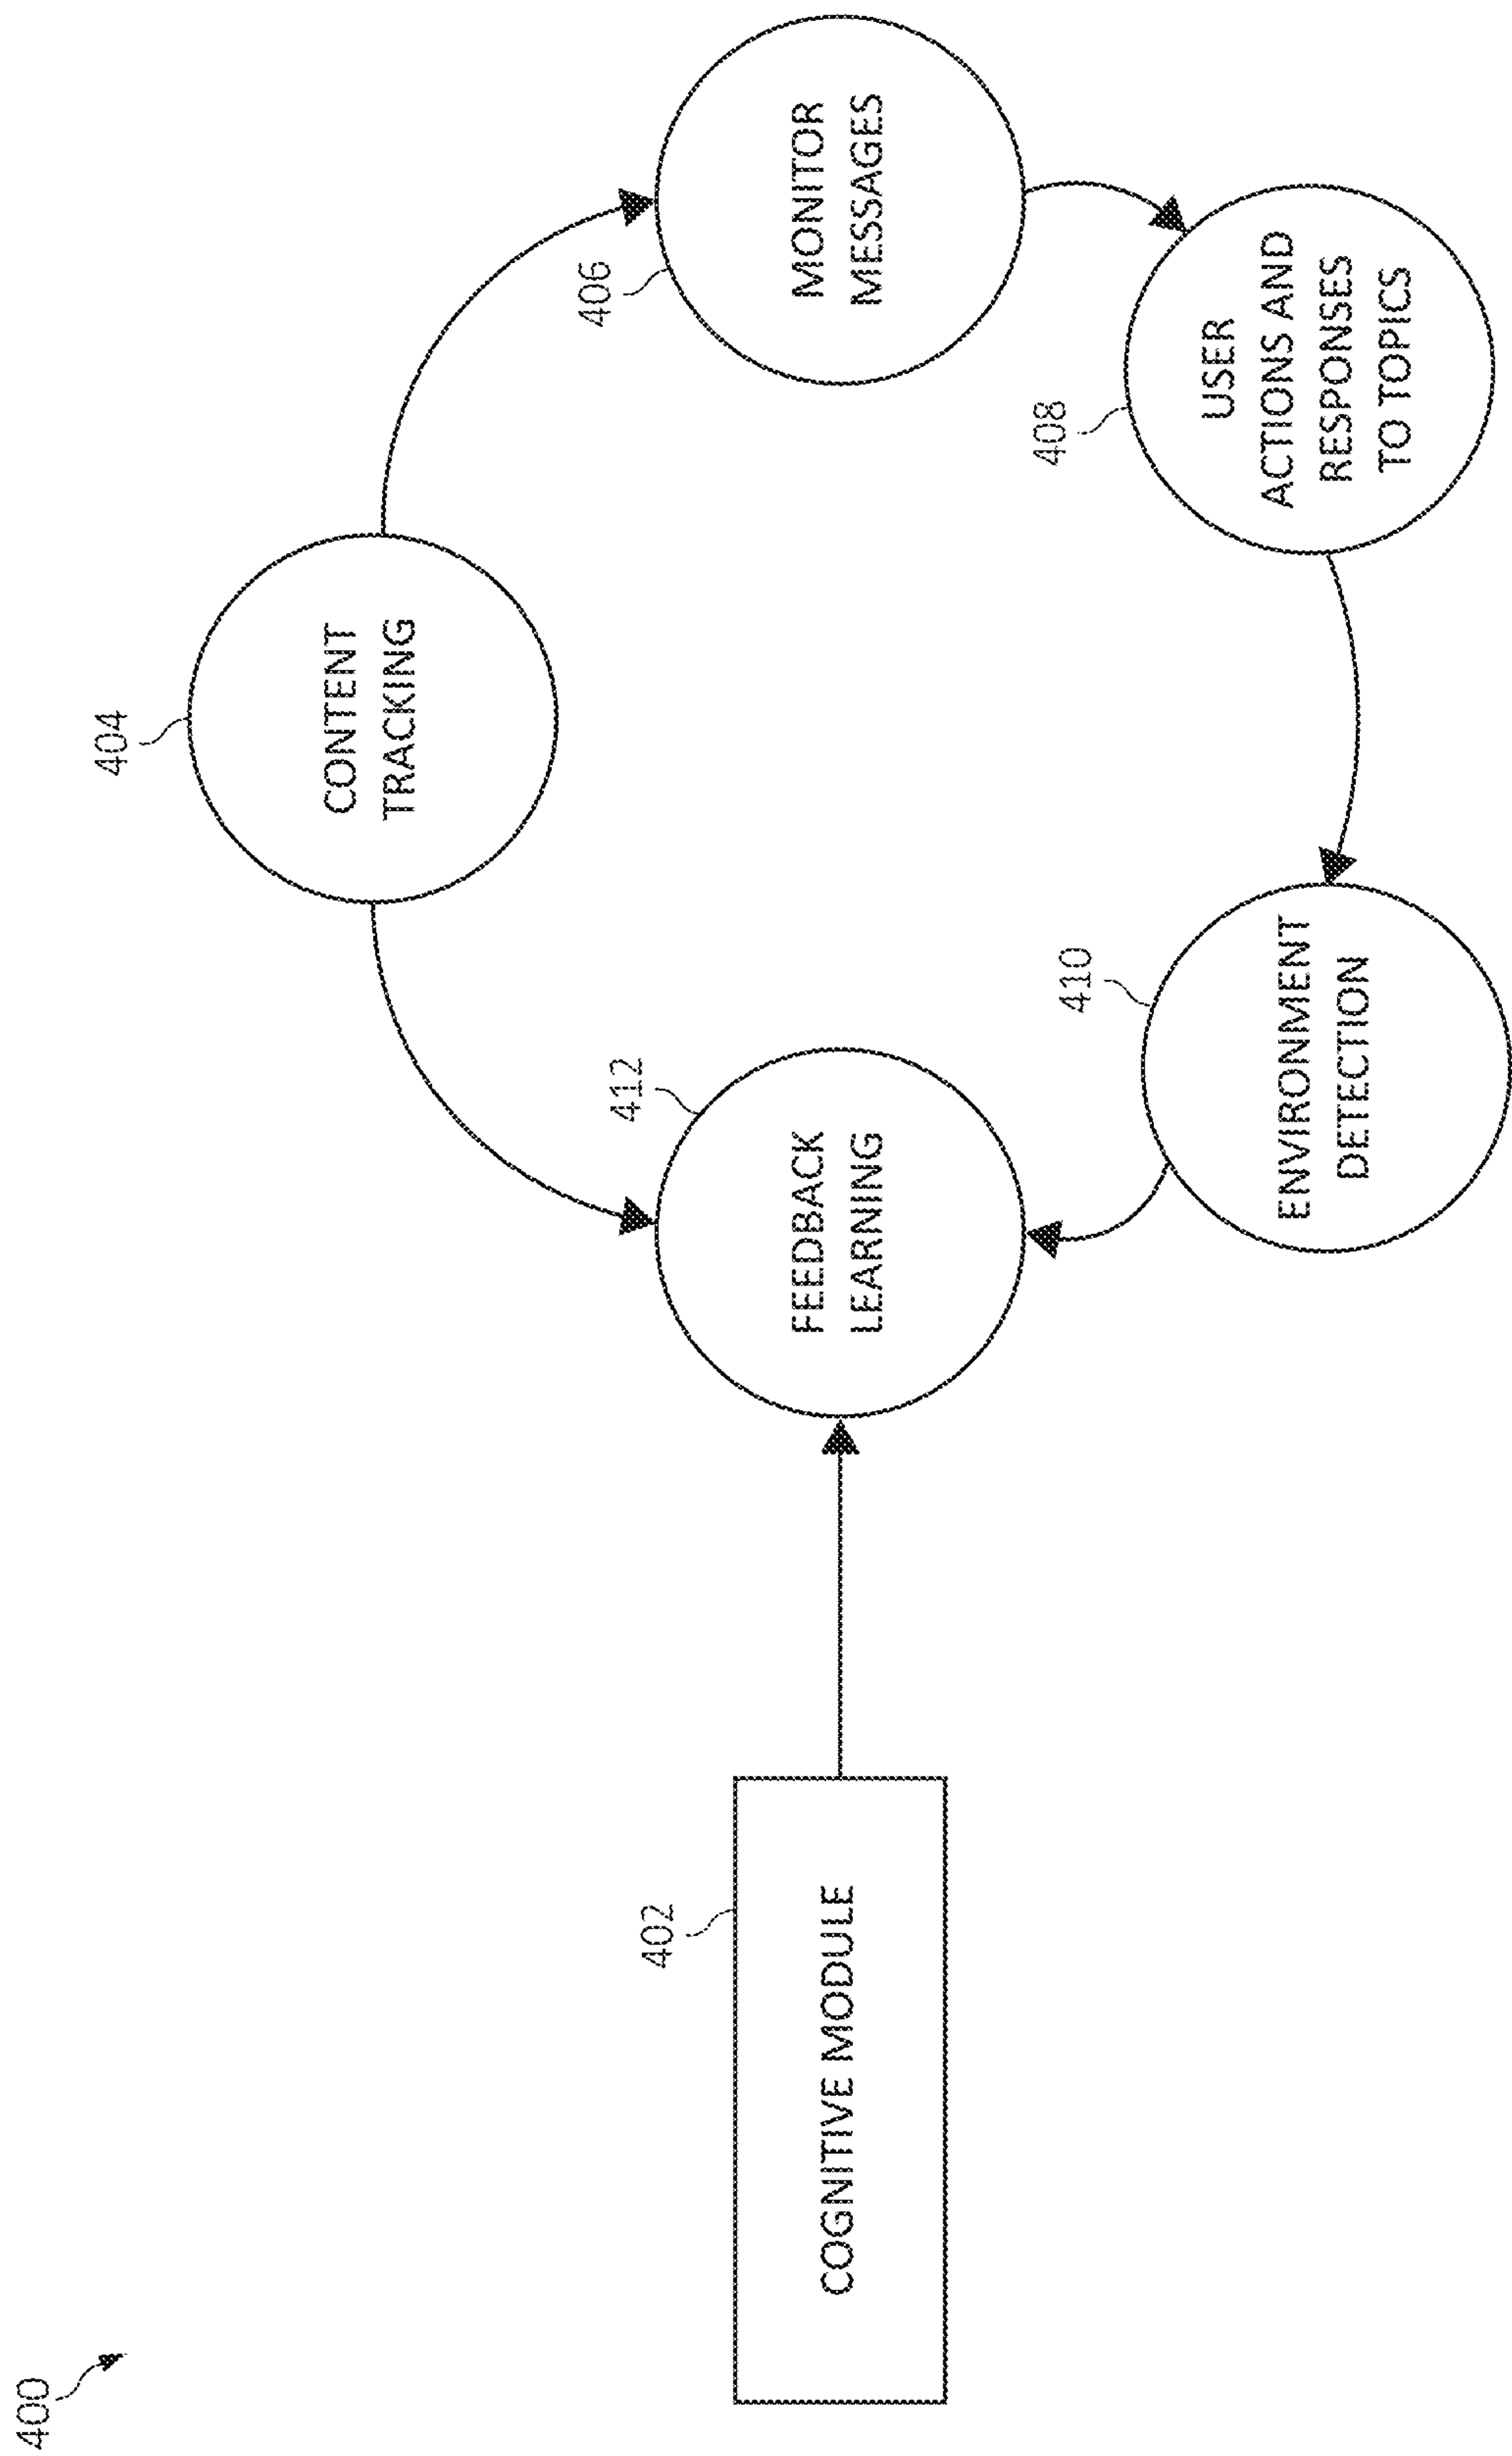 400
402
COGNITIVE MODULE
404
CONTENT
TRACKING
406
MONITOR
MESSAGES
408
USER
ACTIONS AND
RESPONSES
TO TOPICS
410
ENVIRONMENT
DETECTION
412
FEEDBACK
LEARNING